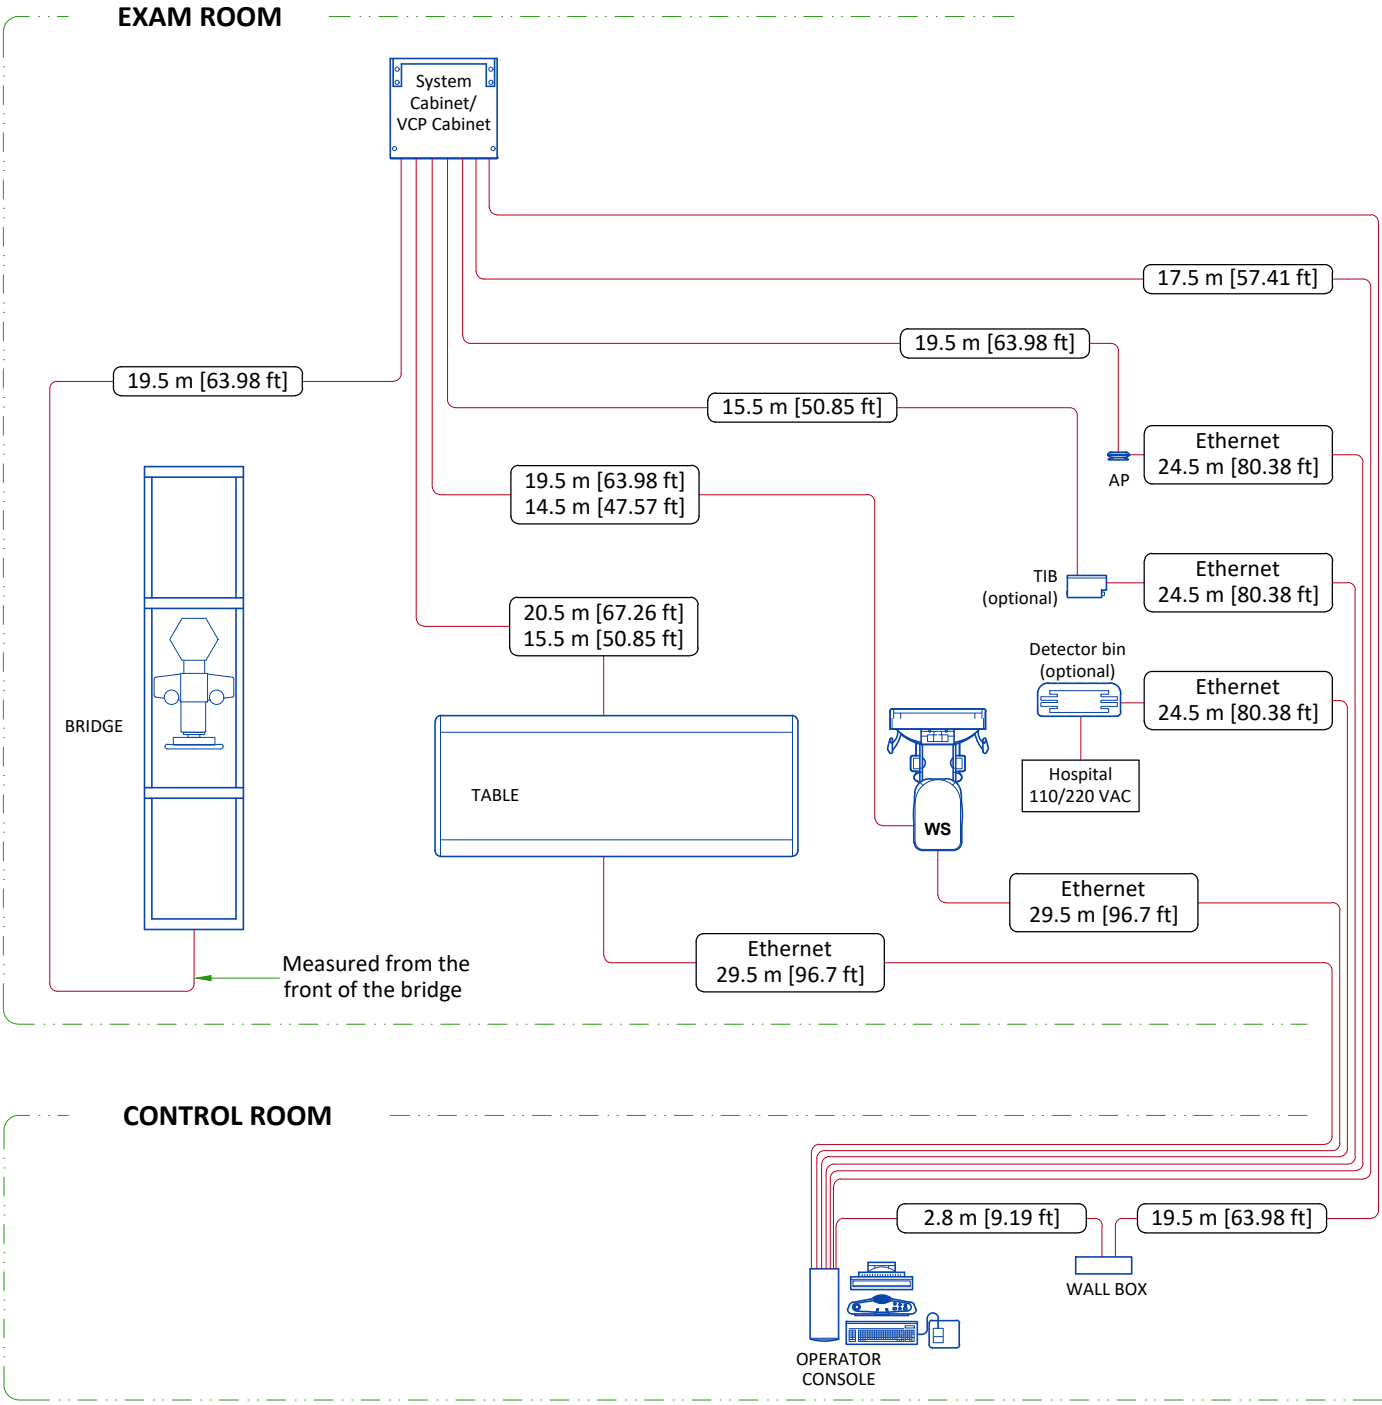 EXAM ROOM
System
Cabinet/
VCP Cabinet
17.5 m [57.41 ft]
19.5 m [63.98 ft]
19.5 m [63.98 ft]
15.5 m [50.85 ft]
Ethernet
24.5 m [80.38 ft]
AP
19.5 m [63.98 ft]
14.5 m [47.57 ft]
TIB
(optional)
Ethernet
24.5 m [80.38 ft]
20.5 m [67.26 ft]
15.5 m [50.85 ft]
Detector bin
(optional)
Ethernet
24.5 m [80.38 ft]
BRIDGE
Hospital
110/220 VAC
TABLE
WS
Ethernet
29.5 m [96.7 ft]
Ethernet
29.5 m [96.7 ft]
Measured from the
front of the bridge
CONTROL ROOM
2.8 m [9.19 ft]
19.5 m [63.98 ft]
WALL BOX
OPERATOR
CONSOLE